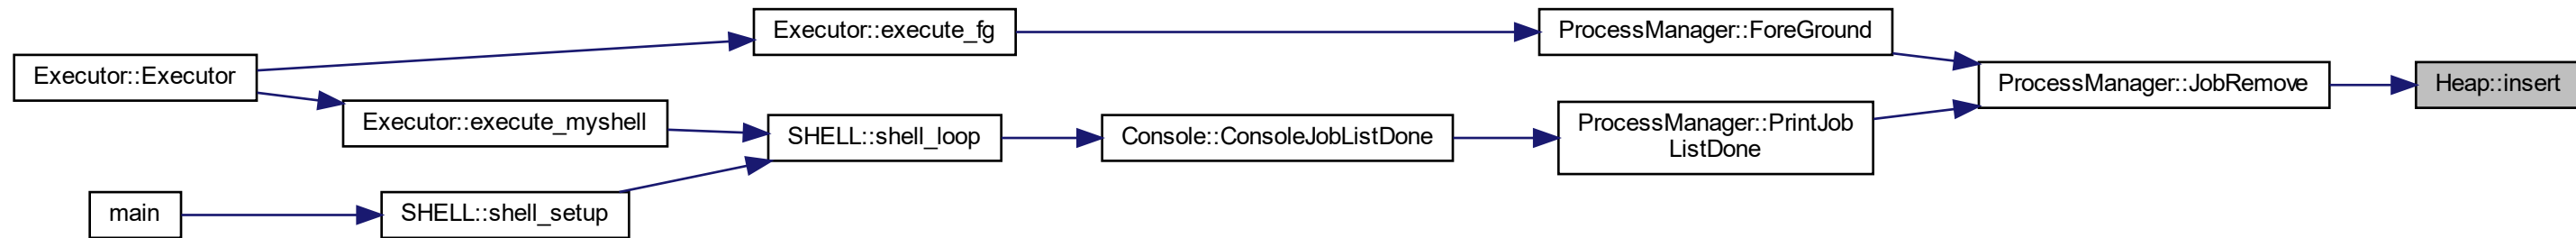 Executor::execute_fg
ProcessManager::ForeGround
Executor::Executor
ProcessManager::JobRemove
Heap::insert
Executor::execute_myshell
SHELL::shell_loop
Console::ConsoleJobListDone
ProcessManager::PrintJob
ListDone
main
SHELL::shell_setup